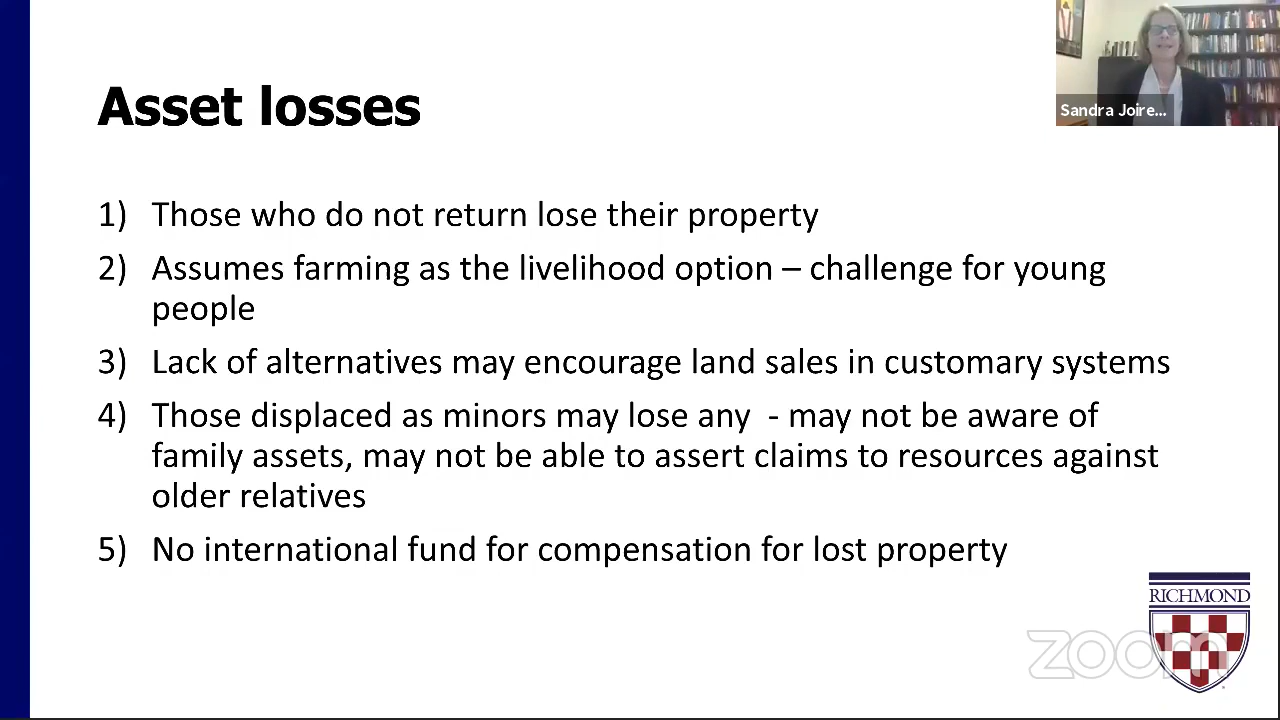 Asset losses
Sandra Joire...
1) Those who do not return lose their property
2) Assumes farming as the livelihood option – challenge for young
people
3) Lack of alternatives may encourage land sales in customary systems
4) Those displaced as minors may lose any  - may not be aware of
family assets, may not be able to assert claims to resources against
older relatives
5) No international fund for compensation for lost property
RICHMOND
zoom